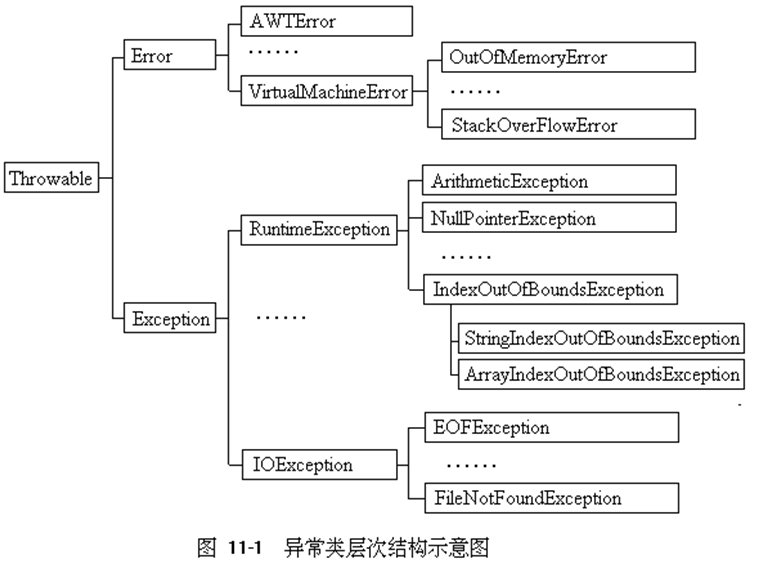 AWTError
Error
······
OutOfMemoryError
VirtualMachineError
······
StackOverFlowError
Throwable
ArithmeticException
NullPointerException
RuntimeException
······
IndexOutOfBoundsException
Exception
······
StringIndexOutOfBoundsException
ArrayIndexOutOfBoundsException
EOFException
IOException
······
FileNotFoundException
图 11-1 异常类层次结构示意图